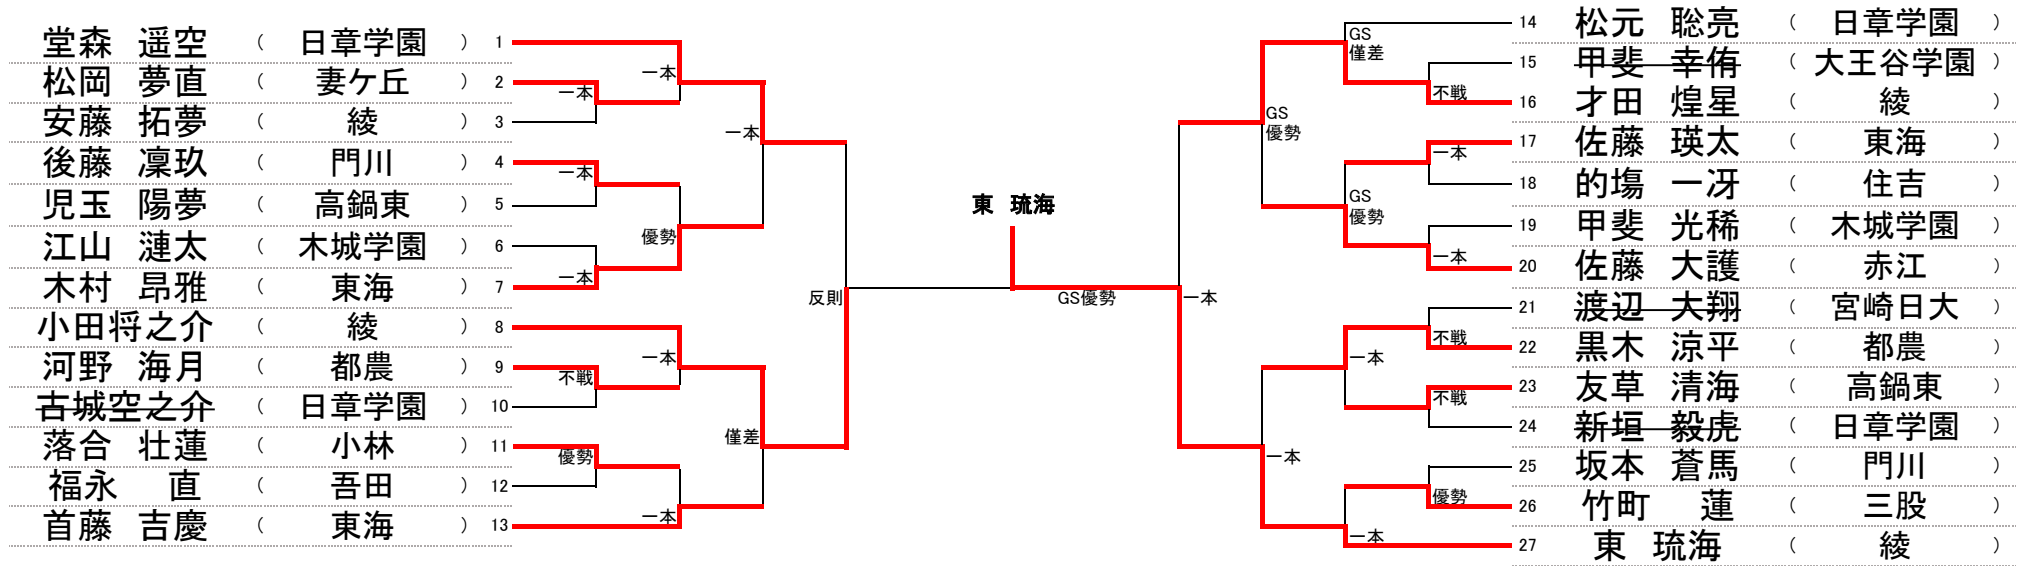 堂森 遥空 ( 日章学園 ) 1
松岡 夢直 ( 妻ケ丘 ) 2
安藤 拓夢 ( 綾 ) 3
後藤 凜玖 ( 門川 ) 4
児玉 陽夢 ( 高鍋東 ) 5
江山 漣太 ( 木城学園 ) 6
木村 昂雅 ( 東海 ) 7
小田将之介 ( 綾 ) 8
河野 海月 ( 都農 ) 9
古城空之介 ( 日章学園 ) 10
落合 壮蓮 ( 小林 ) 11
福永 直 ( 吾田 ) 12
首藤 吉慶 ( 東海 ) 13
一本
一本
一本
一本
優勢
一本
一本
不戦
優勢
僅差
一本
反則
東 琉海
GS優勢
一本
GS
優勢
一本
GS
僅差
不戦
一本
GS
優勢
一本
不戦
一本
不戦
優勢
一本
14 松元 聡亮 ( 日章学園 )
15 甲斐 幸侑 ( 大王谷学園 )
16 才田 煌星 ( 綾 )
17 佐藤 瑛太 ( 東海 )
18 的場 一冴 ( 住吉 )
19 甲斐 光稀 ( 木城学園 )
20 佐藤 大護 ( 赤江 )
21 渡辺 大翔 ( 宮崎日大 )
22 黒木 涼平 ( 都農 )
23 友草 清海 ( 高鍋東 )
24 新垣 毅虎 ( 日章学園 )
25 坂本 蒼馬 ( 門川 )
26 竹町 蓮 ( 三股 )
27 東 琉海 ( 綾 )